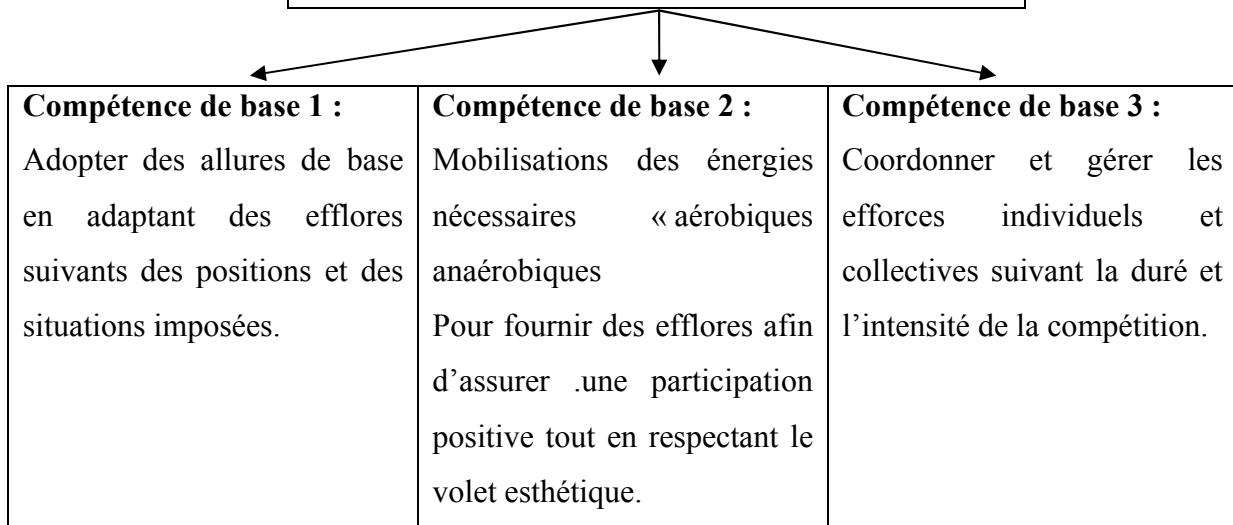 Compétence de base 1 :
Adopter des allures de base
en adaptant des efflores
suivants des positions et des
situations imposées.
Compétence de base 2 :
Mobilisations des énergies
nécessaires « aérobiques
anaérobiques
Pour fournir des efflores afin
d’assurer .une participation
positive tout en respectant le
volet esthétique.
Compétence de base 3 :
Coordonner et gérer les
efforces individuels et
collectives suivant la duré et
l’intensité de la compétition.